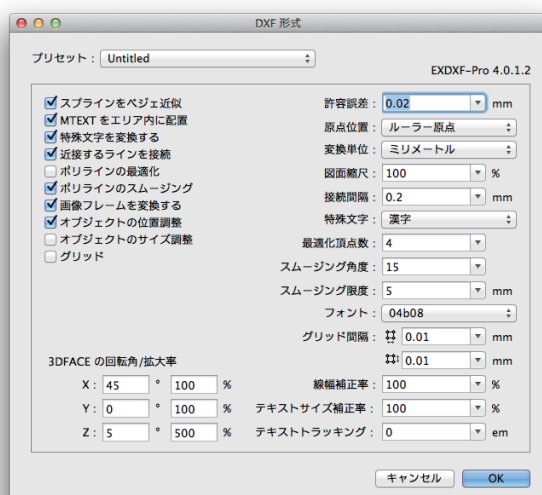 DXF 形式
プリセット： Untitled
EXDXF-Pro 4.0.1.2
スプラインをベジェ近似
MTEXT をエリア内に配置
特殊文字を変換する
近接するラインを接続
ポリラインの最適化
ポリラインのスムージング
画像フレームを変換する
オブジェクトの位置調整
オブジェクトのサイズ調整
グリッド
許容誤差： 0.02 mm
原点位置： ルーラー原点
変換単位： ミリメートル
図面縮尺： 100 %
接続間隔： 0.2 mm
特殊文字： 漢字
最適化頂点数： 4
スムージング角度： 15
スムージング限度： 5 mm
フォント： 04b08
グリッド間隔： 0.01 mm
0.01 mm
3DFACE の回転角/拡大率
X： 45 ° 100 %
Y： 0 ° 100 %
Z： 5 ° 500 %
線幅補正率： 100 %
テキストサイズ補正率： 100 %
テキストトラッキング： 0 em
キャンセル
OK